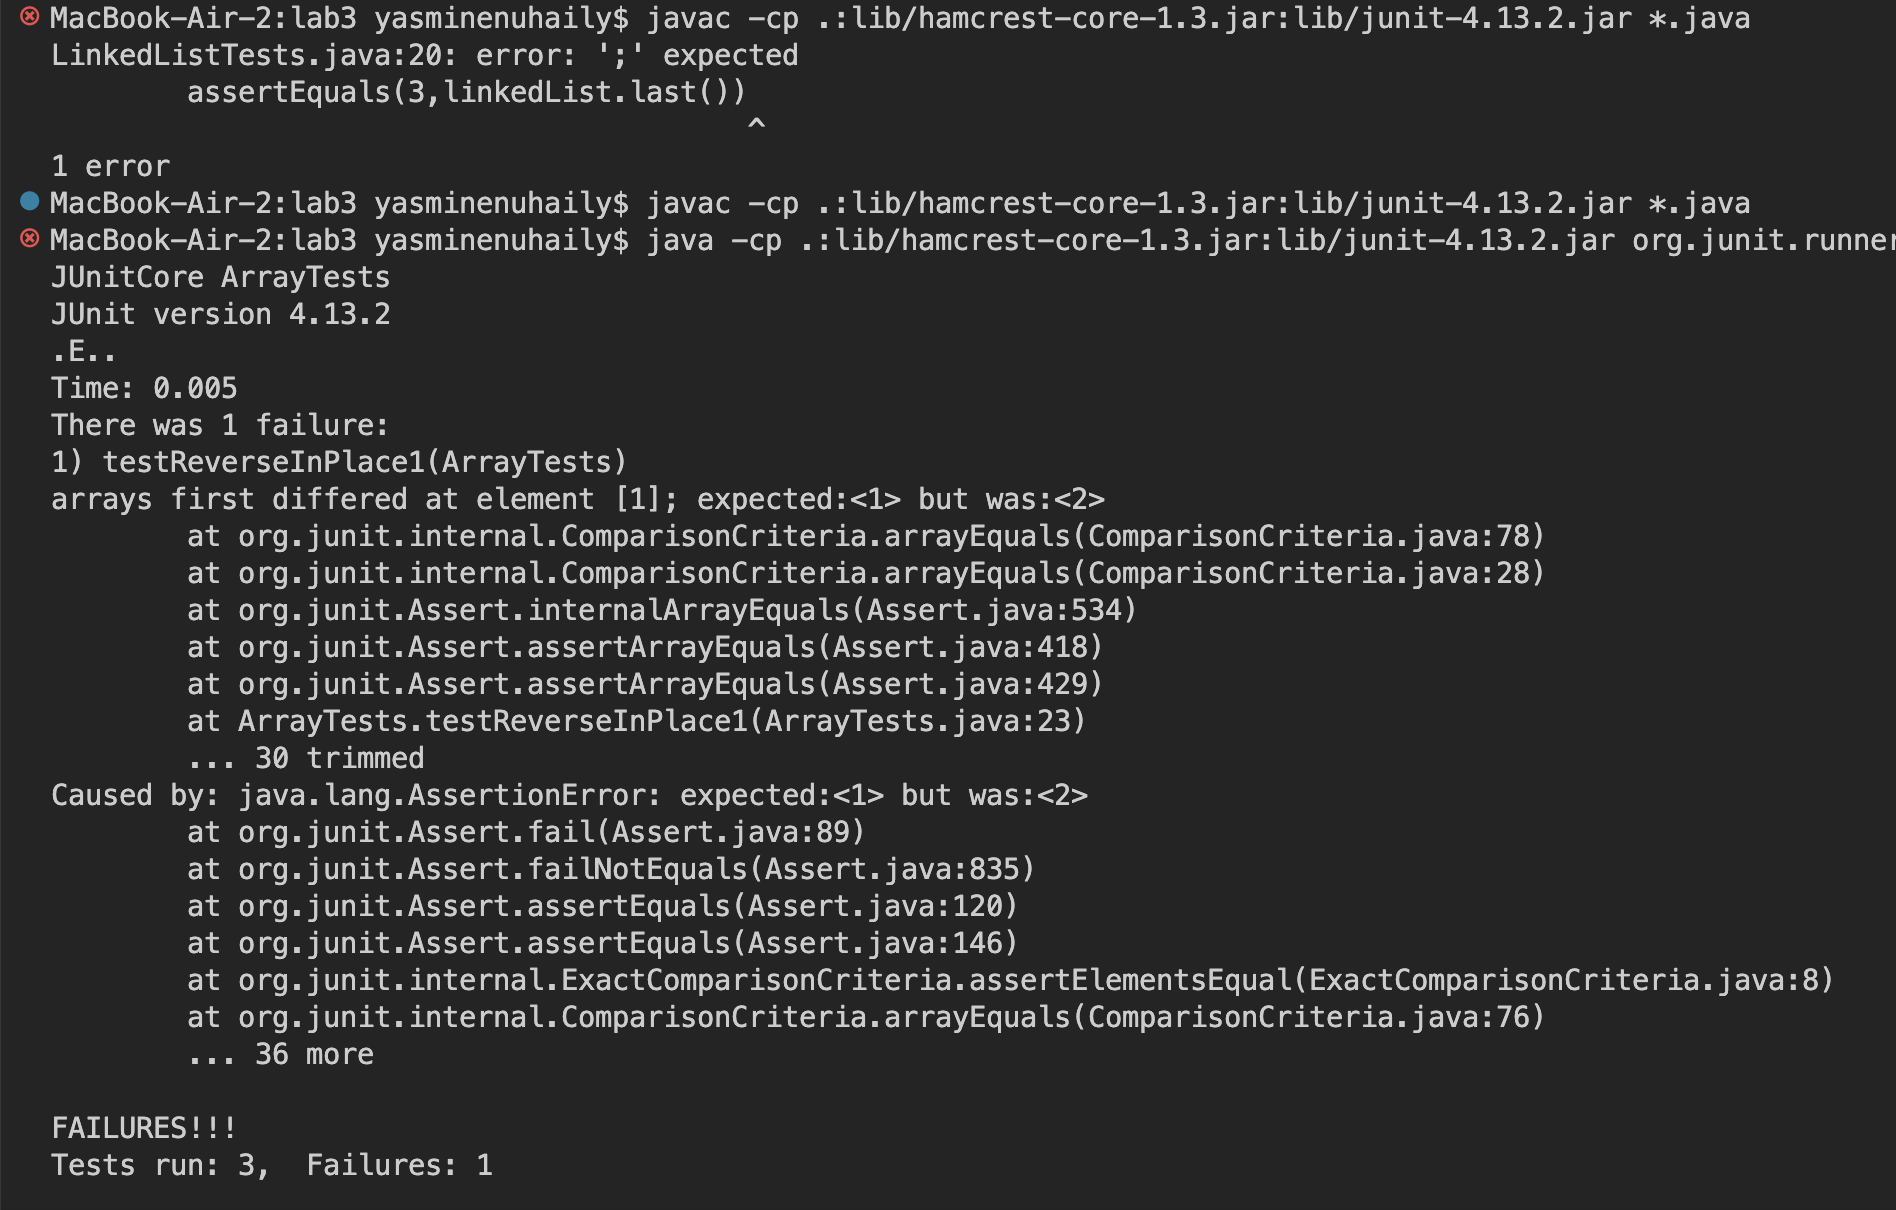 MacBook-Air-2:lab3 yasminenuhaily$ javac -cp .:lib/hamcrest-core-1.3.jar:lib/junit-4.13.2.jar *.java
LinkedListTests.java:20: error: ';' expected
        assertEquals(3,linkedList.last())
                                         ^
1 error
MacBook-Air-2:lab3 yasminenuhaily$ javac -cp .:lib/hamcrest-core-1.3.jar:lib/junit-4.13.2.jar *.java
MacBook-Air-2:lab3 yasminenuhaily$ java -cp .:lib/hamcrest-core-1.3.jar:lib/junit-4.13.2.jar org.junit.runner
JUnitCore ArrayTests
JUnit version 4.13.2
.E..
Time: 0.005
There was 1 failure:
1) testReverseInPlace1(ArrayTests)
arrays first differed at element [1]; expected:<1> but was:<2>
        at org.junit.internal.ComparisonCriteria.arrayEquals(ComparisonCriteria.java:78)
        at org.junit.internal.ComparisonCriteria.arrayEquals(ComparisonCriteria.java:28)
        at org.junit.Assert.internalArrayEquals(Assert.java:534)
        at org.junit.Assert.assertArrayEquals(Assert.java:418)
        at org.junit.Assert.assertArrayEquals(Assert.java:429)
        at ArrayTests.testReverseInPlace1(ArrayTests.java:23)
        ... 30 trimmed
Caused by: java.lang.AssertionError: expected:<1> but was:<2>
        at org.junit.Assert.fail(Assert.java:89)
        at org.junit.Assert.failNotEquals(Assert.java:835)
        at org.junit.Assert.assertEquals(Assert.java:120)
        at org.junit.Assert.assertEquals(Assert.java:146)
        at org.junit.internal.ExactComparisonCriteria.assertElementsEqual(ExactComparisonCriteria.java:8)
        at org.junit.internal.ComparisonCriteria.arrayEquals(ComparisonCriteria.java:76)
        ... 36 more

FAILURES!!!
Tests run: 3,  Failures: 1